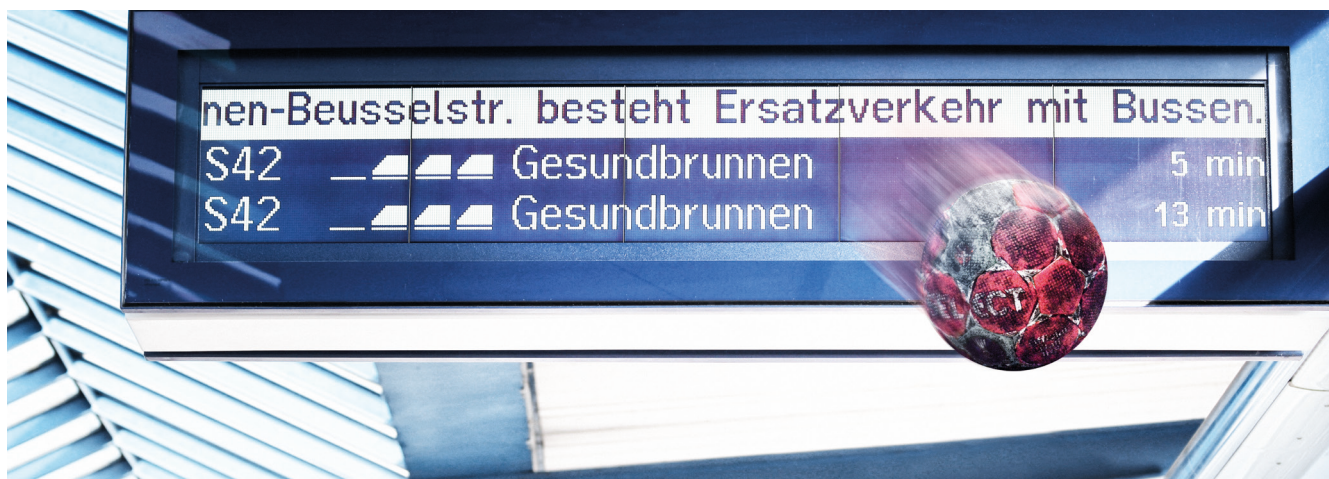 nen-Beusselstr. besteht Ersatzverkehr mit Bussen.
S42 Gesundbrunnen 5 min
S42 Gesundbrunnen 13 min